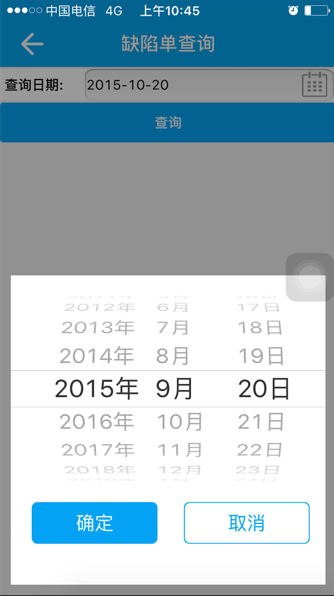 中国电信 4G 上午10:45
缺陷单查询
查询日期: 2015-10-20
查询
2012年 6月 17日
2013年 7月 18日
2014年 8月 19日
2015年 9月 20日
2016年 10月 21日
2017年 11月 22日
2018年 12月 23日
确定 取消